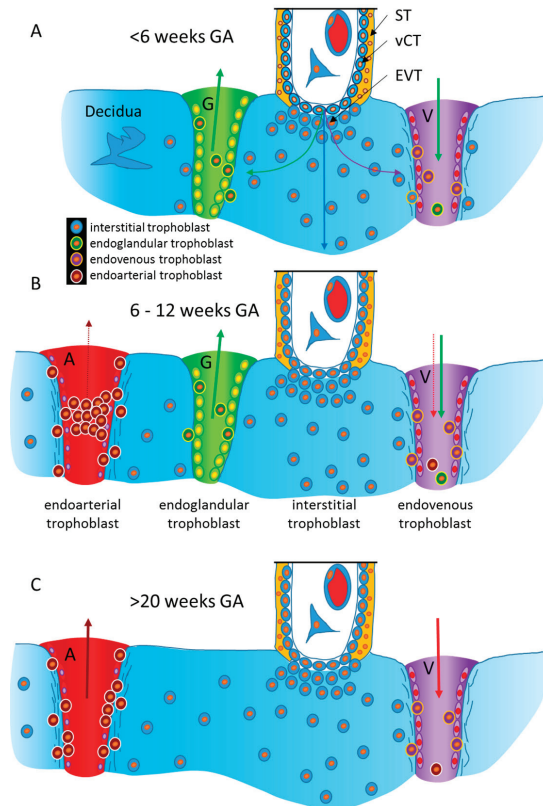 A
<6 weeks GA
ST
vCT
EVT
Decidua
G
V
interstitial trophoblast
endoglandular trophoblast
endovenous trophoblast
endoarterial trophoblast
B
6 - 12 weeks GA
A
G
V
endoarterial
trophoblast
endoglandular
trophoblast
interstitial
trophoblast
endovenous
trophoblast
C
>20 weeks GA
A
V